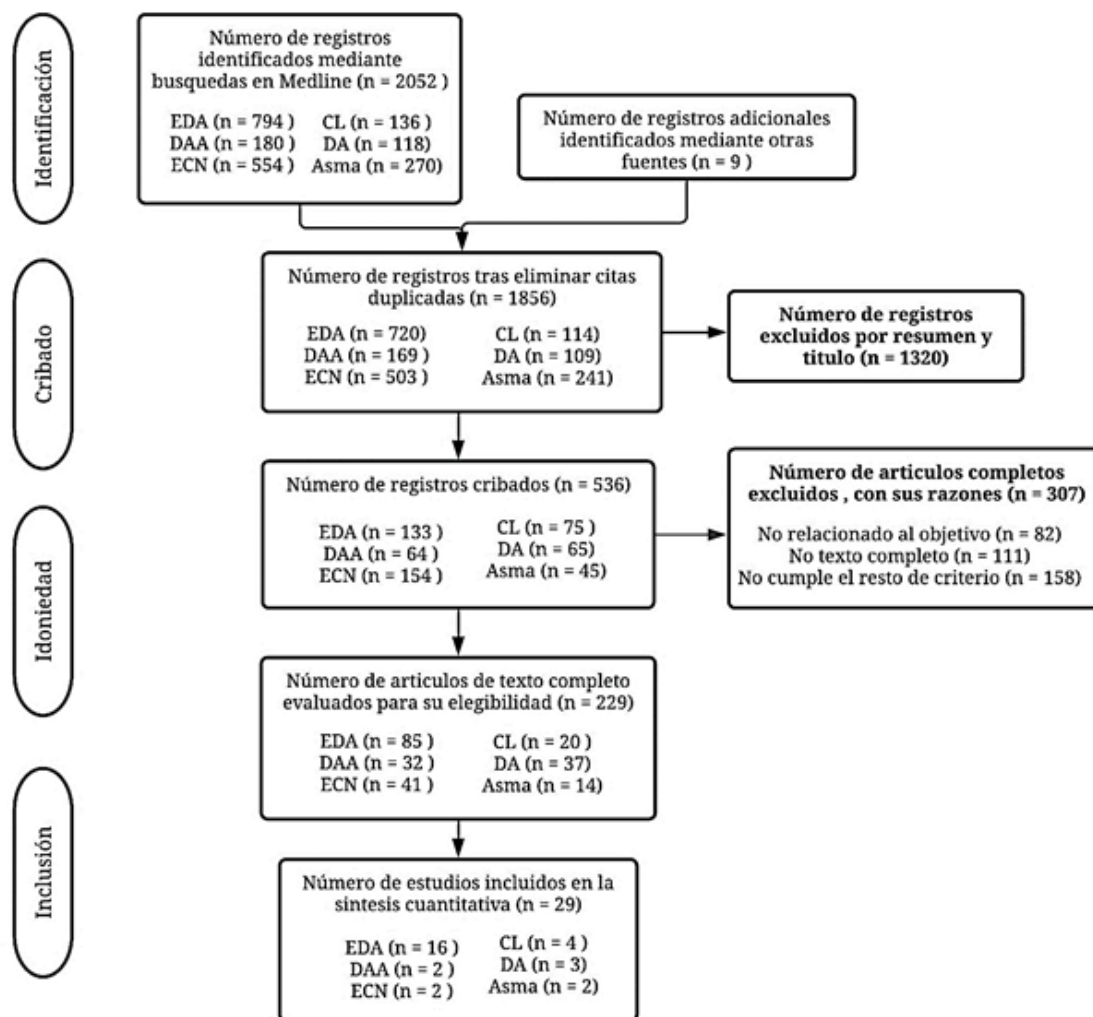 Identificación
Número de registros
identificados mediante
busquedas en Medline (n = 2052 )
EDA (n = 794 ) CL (n = 136 )
DAA (n = 180 ) DA (n = 118)
ECN (n = 554 ) Asma (n = 270)
Número de registros adicionales
identificados mediante otras
fuentes (n = 9 )
Cribado
Número de registros tras eliminar citas
duplicadas (n = 1856)
EDA (n = 720) CL (n = 114)
DAA (n = 169 ) DA (n = 109)
ECN (n = 503 ) Asma (n = 241)
Número de registros
excluidos por resumen y
titulo (n = 1320)
Idoniedad
Número de registros cribados (n = 536)
EDA (n = 133 ) CL (n = 75 )
DAA (n = 64 ) DA (n = 65)
ECN (n = 154 ) Asma (n = 45)
Número de articulos completos
excluidos , con sus razones (n = 307)
No relacionado al objetivo (n = 82)
No texto completo (n = 111)
No cumple el resto de criterio (n = 158)
Número de articulos de texto completo
evaluados para su elegibilidad (n = 229)
EDA (n = 85 ) CL (n = 20 )
DAA (n = 32 ) DA (n = 37)
ECN (n = 41 ) Asma (n = 14)
Inclusión
Número de estudios incluidos en la
sintesis cuantitativa (n = 29)
EDA (n = 16 ) CL (n = 4 )
DAA (n = 2 ) DA (n = 3)
ECN (n = 2 ) Asma (n = 2)